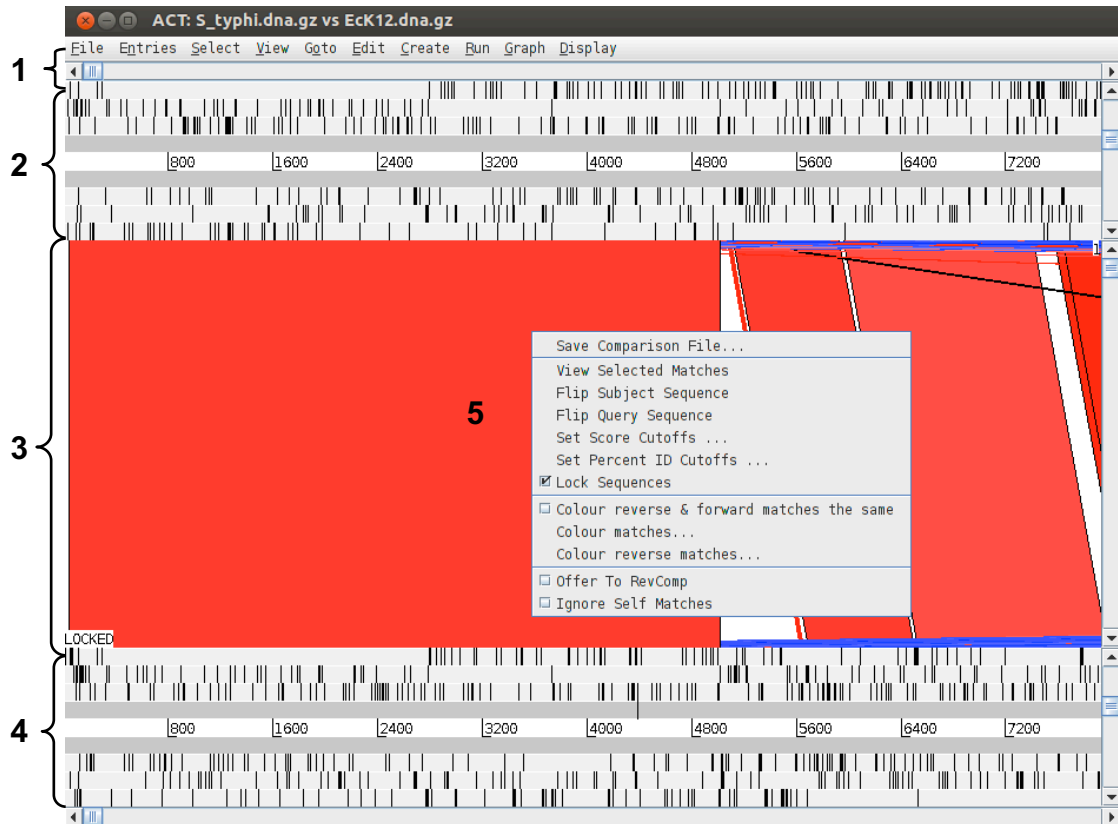 ACT: S_typhi.dna.gz vs EcK12.dna.gz
File Entries Select View Goto Edit Create Run Graph Display
1
2
800 1600 2400 3200 4000 4800 5600 6400 7200
1
Save Comparison File...
View Selected Matches
Flip Subject Sequence
5
Flip Query Sequence
Set Score Cutoffs ...
3
Set Percent ID Cutoffs ...
Lock Sequences
Colour reverse & forward matches the same
Colour matches...
Colour reverse matches...
Offer To RevComp
Ignore Self Matches
LOCKED
4
800 1600 2400 3200 4000 4800 5600 6400 7200